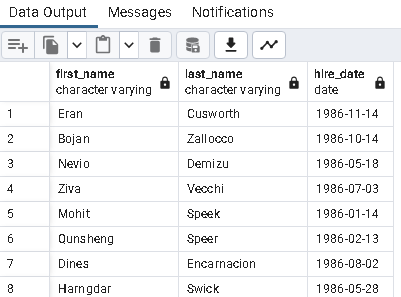 Data Output Messages Notifications
first_name last_name hire_date
character varying character varying date
1 Eran Cusworth 1986-11-14
2 Bojan Zallocco 1986-10-14
3 Nevio Demizu 1986-05-18
4 Ziva Vecchi 1986-07-03
5 Mohit Speek 1986-01-14
6 Qunsheng Speer 1986-02-13
7 Dines Encarnacion 1986-08-02
8 Harngdar Swick 1986-05-28